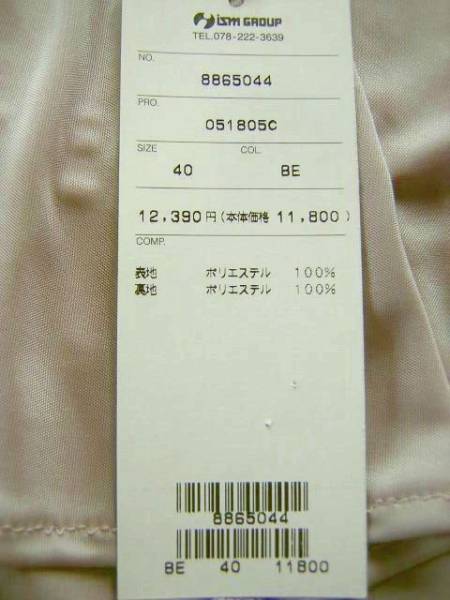 ism GROUP
TEL.078-222-3639
NO.
8865044
PRO.
051805C
SIZE COL.
40 BE
12,390円(本体価格 11,800)
COMP.
表地 ポリエステル 100%
裏地 ポリエステル 100%
8865044
BE 40 11800